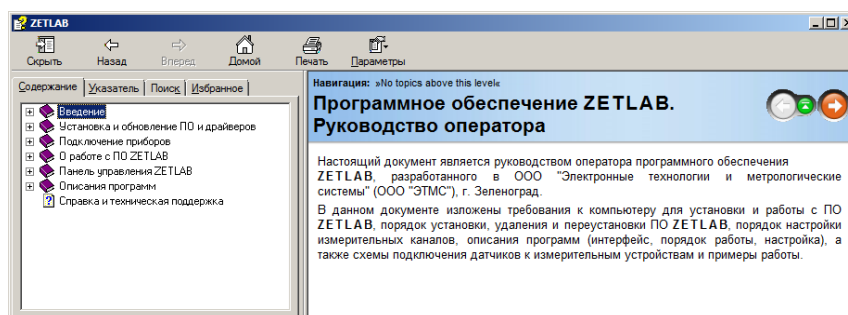 ZETLAB
Скрыть Назад Вперед Домой Печать Параметры
Содержание Указатель Поиск Избранное
Введение
Установка и обновление ПО и драйверов
Подключение приборов
О работе с ПО ZETLAB
Панель управления ZETLAB
Описания программ
Справка и техническая поддержка
Навигация: »No topics above this level«
Программное обеспечение ZETLAB.
Руководство оператора
Настоящий документ является руководством оператора программного обеспечения
ZETLAB, разработанного в ООО "Электронные технологии и метрологические
системы" (ООО "ЭТМС"), г. Зеленоград.
В данном документе изложены требования к компьютеру для установки и работы с ПО
ZETLAB, порядок установки, удаления и переустановки ПО ZETLAB, порядок настройки
измерительных каналов, описания программ (интерфейс, порядок работы, настройка), а
также схемы подключения датчиков к измерительным устройствам и примеры работы.